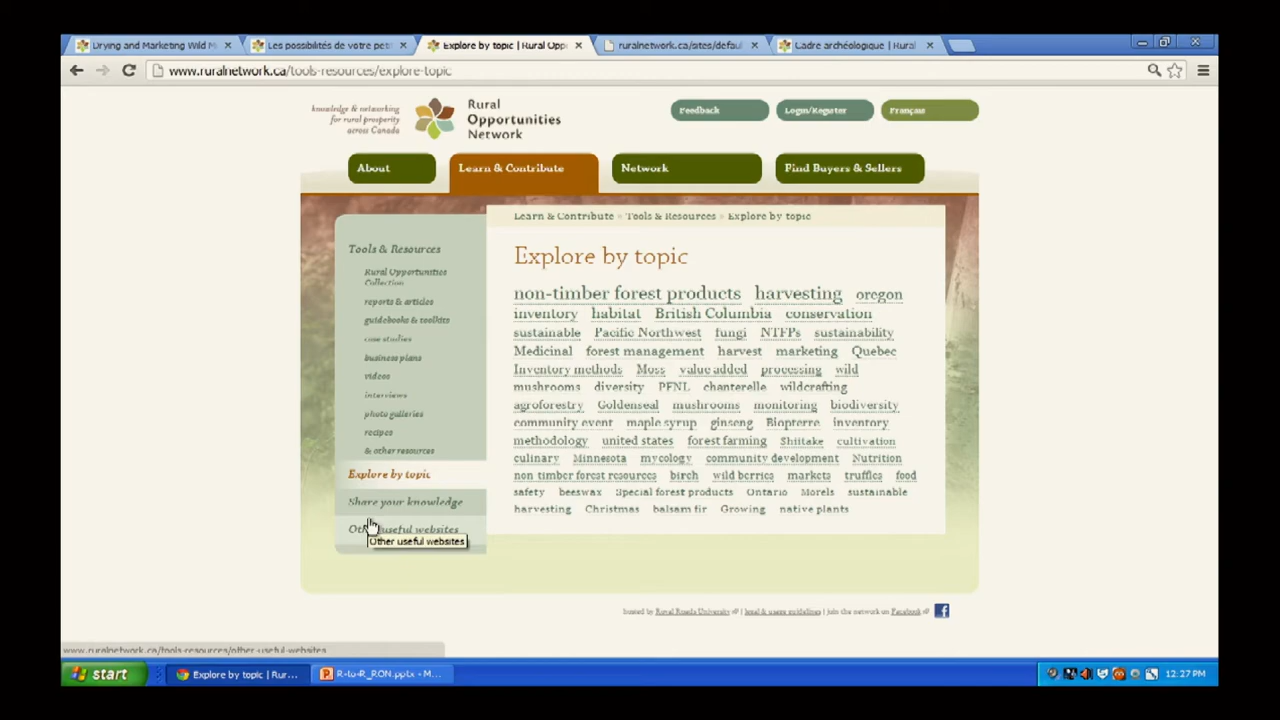 Drying and Marketing Wild M
Les possibilités de votre peti
Explore by topic | Rural Oppo
ruralnetwork.ca/sites/defaul
Cadre archéologique | Rural
www.ruralnetwork.ca/tools-resources/explore-topic
knowledge & networking
for rural prosperity
across Canada
Rural
Opportunities
Network
Feedback
Login/Register
Français
About
Learn & Contribute
Network
Find Buyers & Sellers
Learn & Contribute » Tools & Resources » Explore by topic
Tools & Resources
Rural Opportunities
Collection
reports & articles
guidebooks & toolkits
case studies
business plans
videos
interviews
photo galleries
recipes
& other resources
Explore by topic
Share your knowledge
Other useful websites
Other useful websites
Explore by topic
non-timber forest products harvesting oregon
inventory habitat British Columbia conservation
sustainable Pacific Northwest fungi NTFPs sustainability
Medicinal forest management harvest marketing Quebec
Inventory methods Moss value added processing wild
mushrooms diversity PFNL chanterelle wildcrafting
agroforestry Goldenseal mushrooms monitoring biodiversity
community event maple syrup ginseng Biopterre inventory
methodology united states forest farming Shiitake cultivation
culinary Minnesota mycology community development Nutrition
non timber forest resources birch wild berries markets truffles food
safety beeswax Special forest products Ontario Morels sustainable
harvesting Christmas balsam fir Growing native plants
hosted by Royal Roads University | legal & usage guidelines | join the network on Facebook
www.ruralnetwork.ca/tools-resources/other-useful-websites
start
Explore by topic | Rur...
R-to-R_RON.pptx - M...
12:27 PM